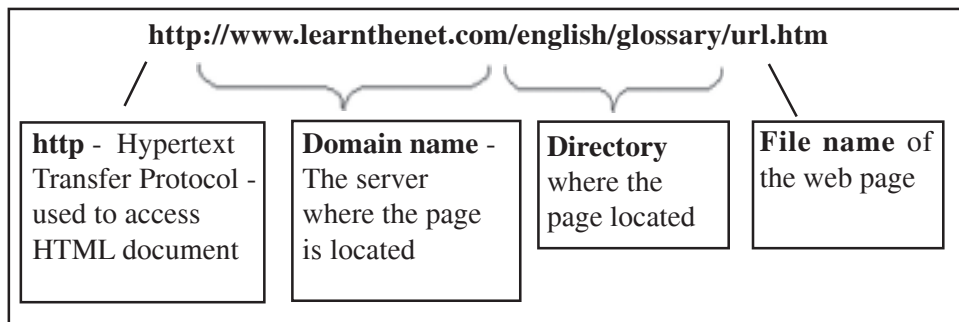 http://www.learnthenet.com/english/glossary/url.htm
http - Hypertext
Transfer Protocol -
used to access
HTML document
Domain name -
The server
where the page
is located
Directory
where the
page located
File name of
the web page